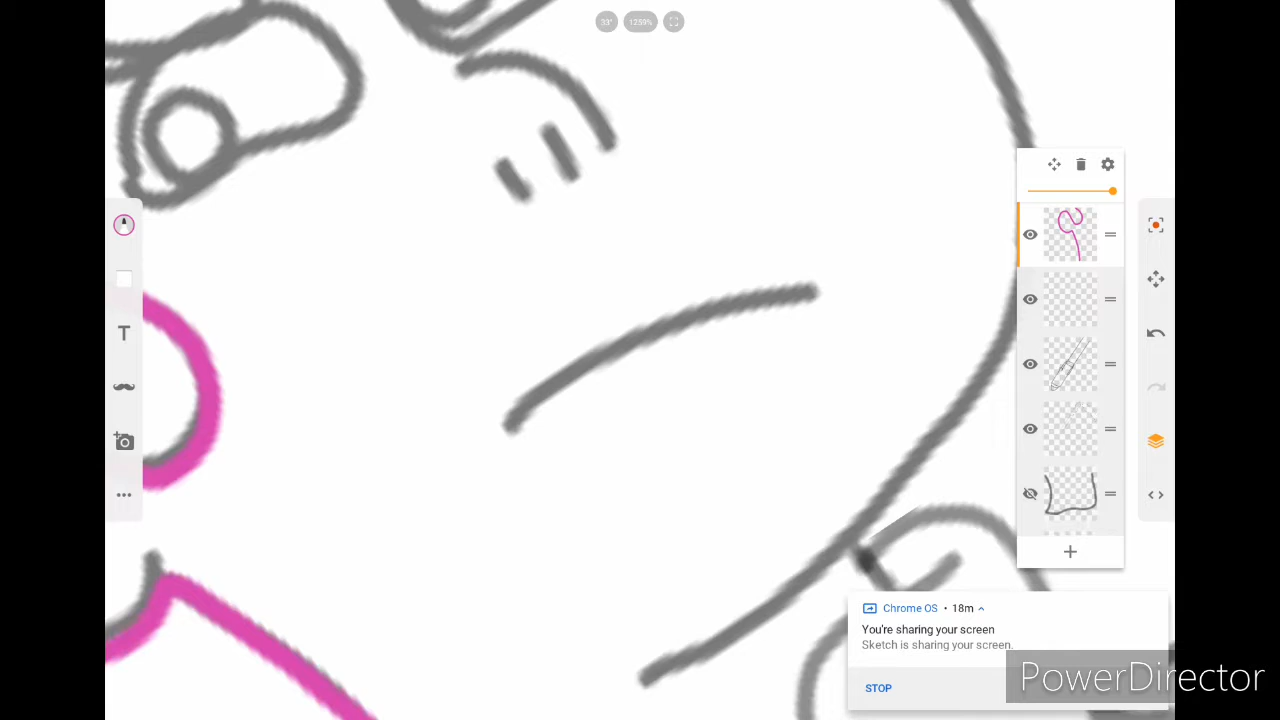 33° 1259%
T
Chrome OS • 18m
You're sharing your screen
Sketch is sharing your screen.
STOP
PowerDirector